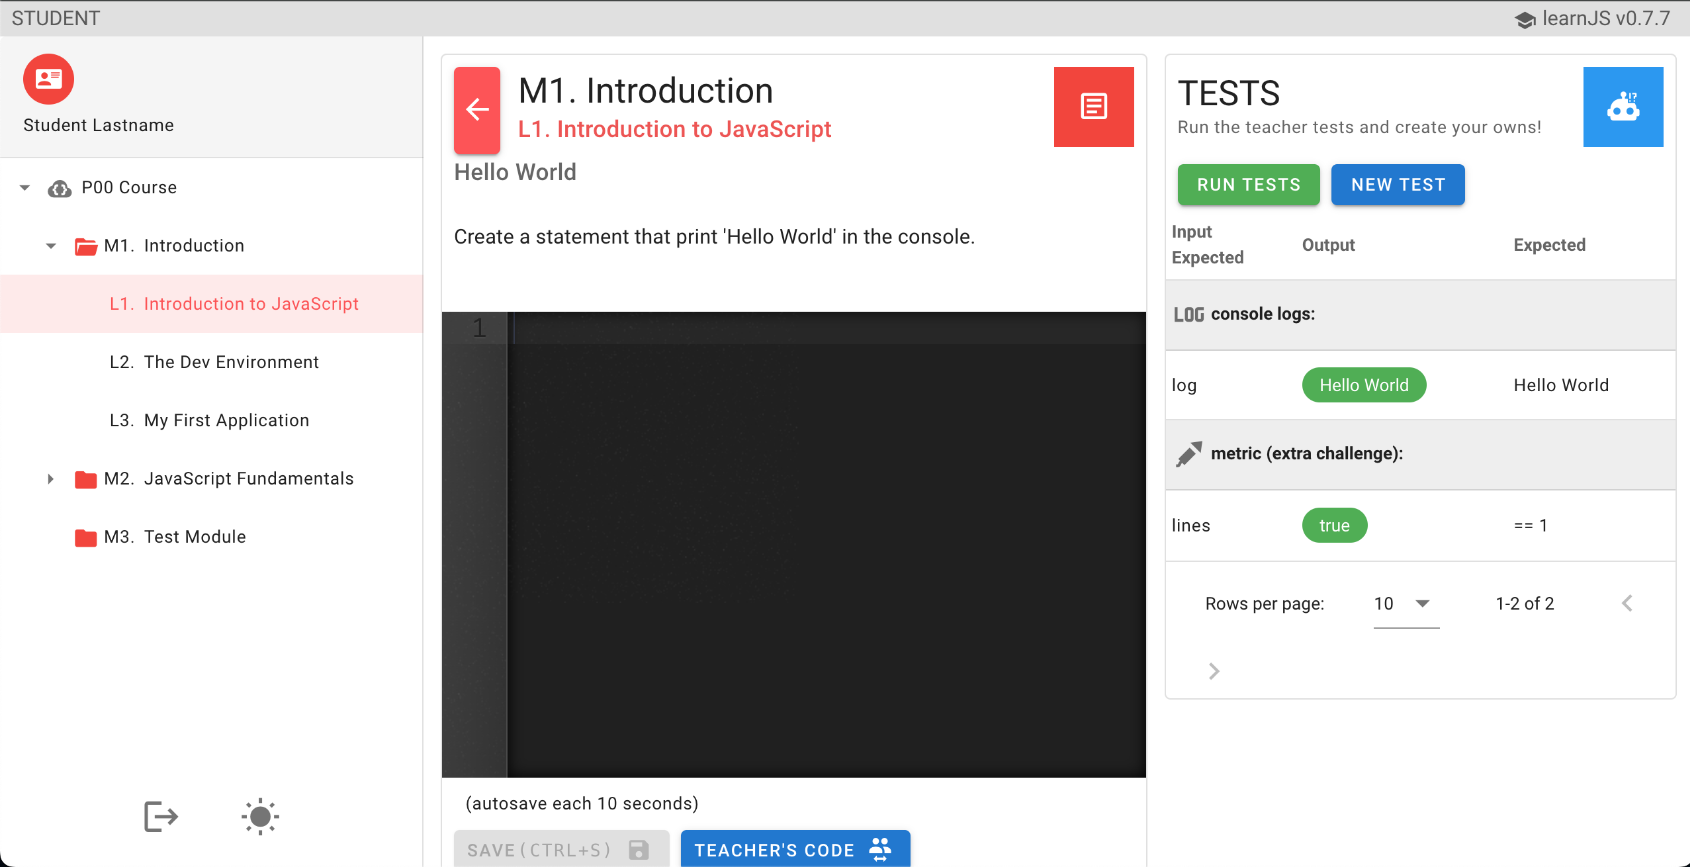 STUDENT
learnJS v0.7.7
Student Lastname
P00 Course
M1. Introduction
L1. Introduction to JavaScript
L2. The Dev Environment
L3. My First Application
M2. JavaScript Fundamentals
M3. Test Module
M1. Introduction
L1. Introduction to JavaScript
Hello World
Create a statement that print 'Hello World' in the console.
1
(autosave each 10 seconds)
SAVE (CTRL+S)
TEACHER'S CODE
TESTS
Run the teacher tests and create your owns!
RUN TESTS
NEW TEST
Input Expected
Output
Expected
LOG console logs:
log
Hello World
Hello World
metric (extra challenge):
lines
true
== 1
Rows per page:
10
1-2 of 2